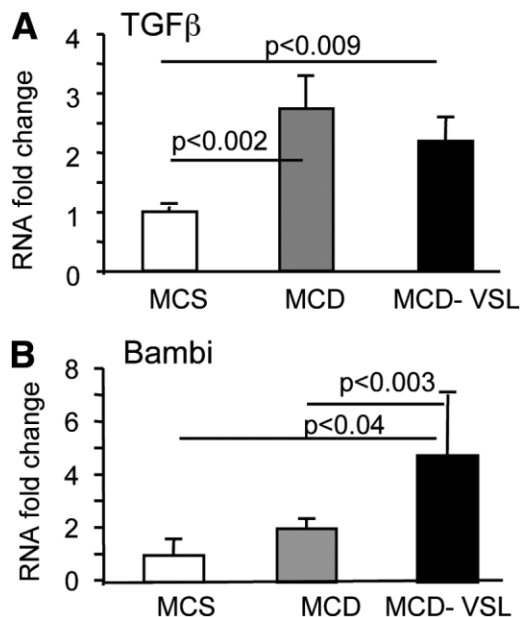 A TGFβ
RNA fold change
4
3
2
1
0
p<0.009
p<0.002
MCS MCD MCD- VSL
B Bambi
RNA fold change
8
6
4
2
0
p<0.003
p<0.04
MCS MCD MCD- VSL